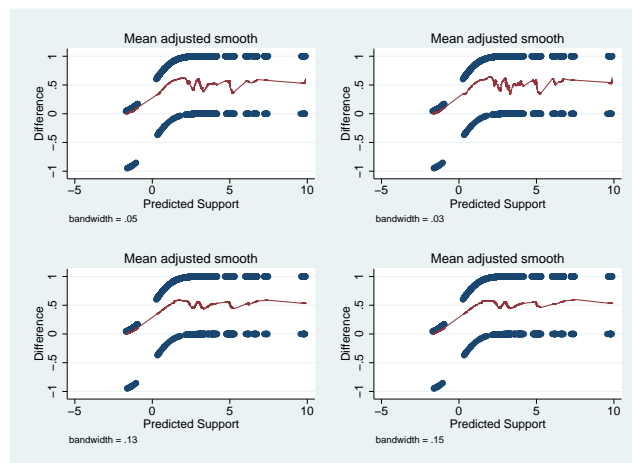 Mean adjusted smooth
1
.5
0
−.5
−1
Difference
−5 0 5 10
Predicted Support
bandwidth = .05
Mean adjusted smooth
1
.5
0
−.5
−1
Difference
−5 0 5 10
Predicted Support
bandwidth = .03
Mean adjusted smooth
1
.5
0
−.5
−1
Difference
−5 0 5 10
Predicted Support
bandwidth = .13
Mean adjusted smooth
1
.5
0
−.5
−1
Difference
−5 0 5 10
Predicted Support
bandwidth = .15